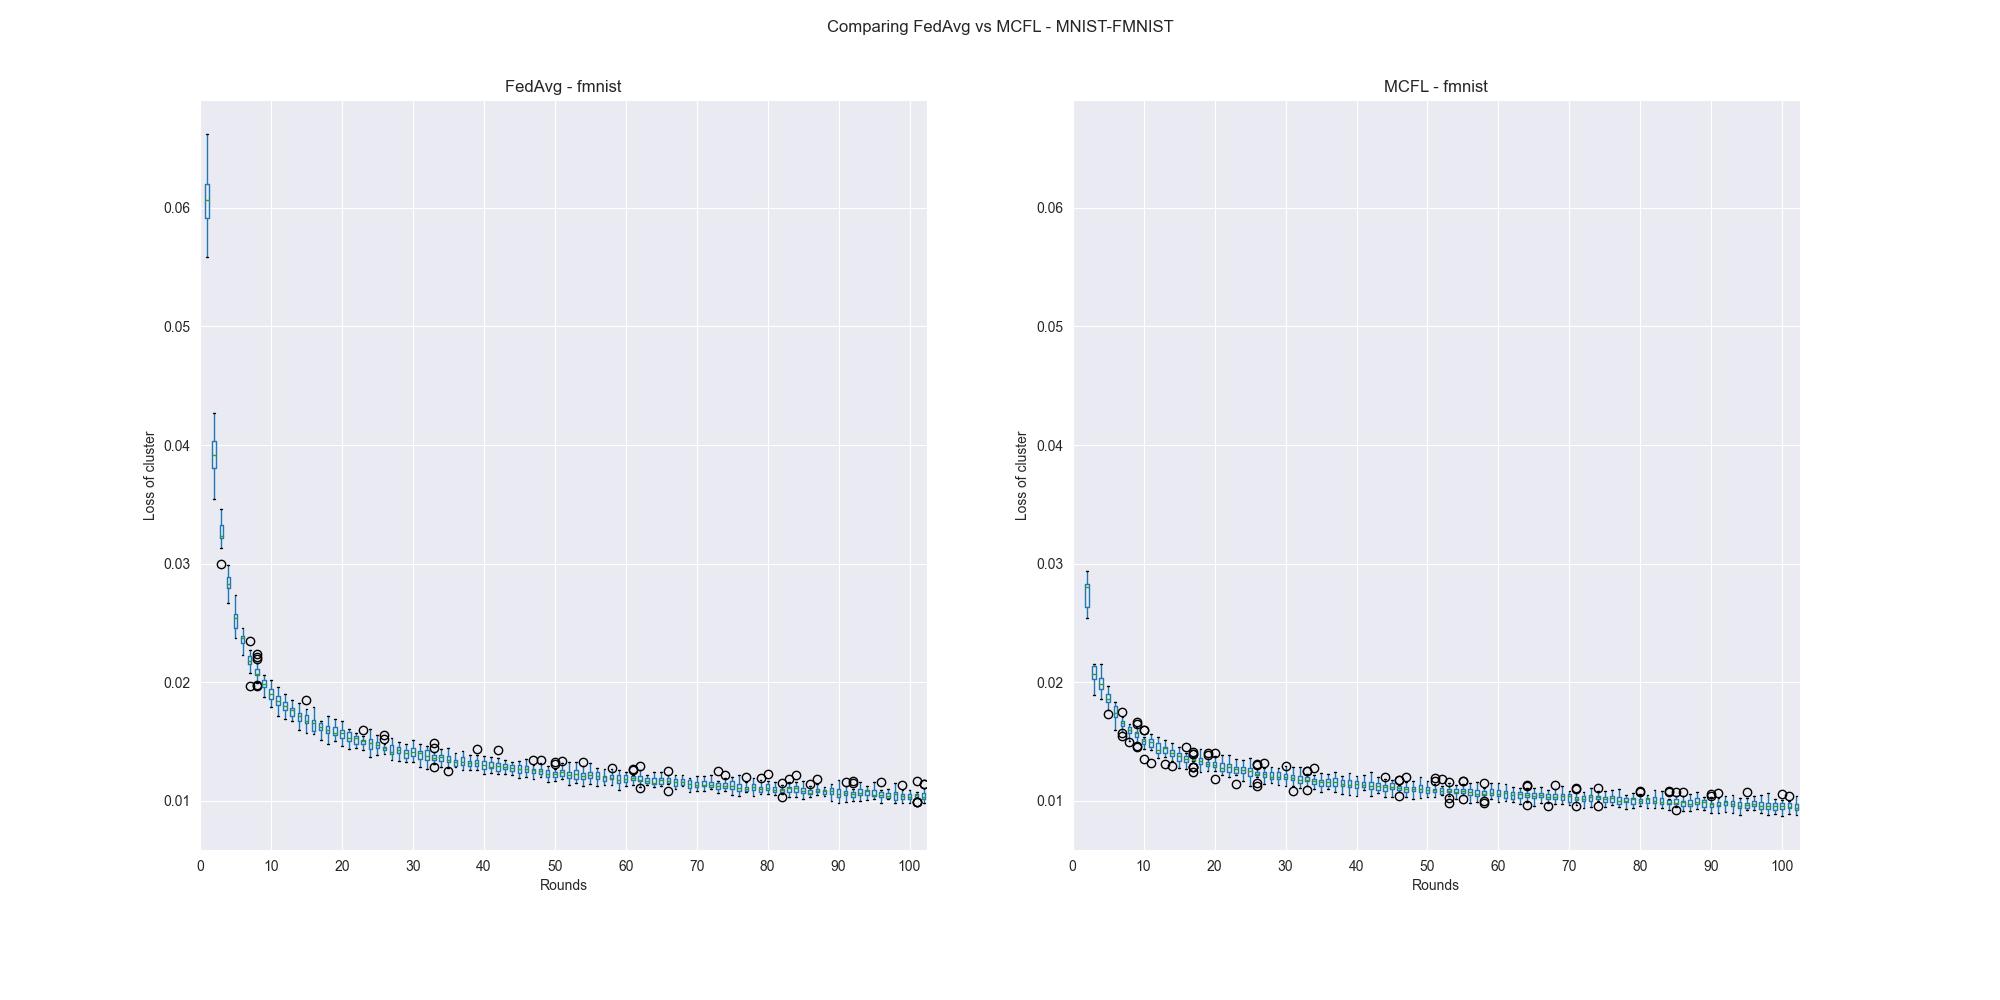 Comparing FedAvg vs MCFL - MNIST-FMNIST
FedAvg - fmnist
Loss of cluster
0.06
0.05
0.04
0.03
0.02
0.01
0 10 20 30 40 50 60 70 80 90 100
Rounds
MCFL - fmnist
Loss of cluster
0.06
0.05
0.04
0.03
0.02
0.01
0 10 20 30 40 50 60 70 80 90 100
Rounds